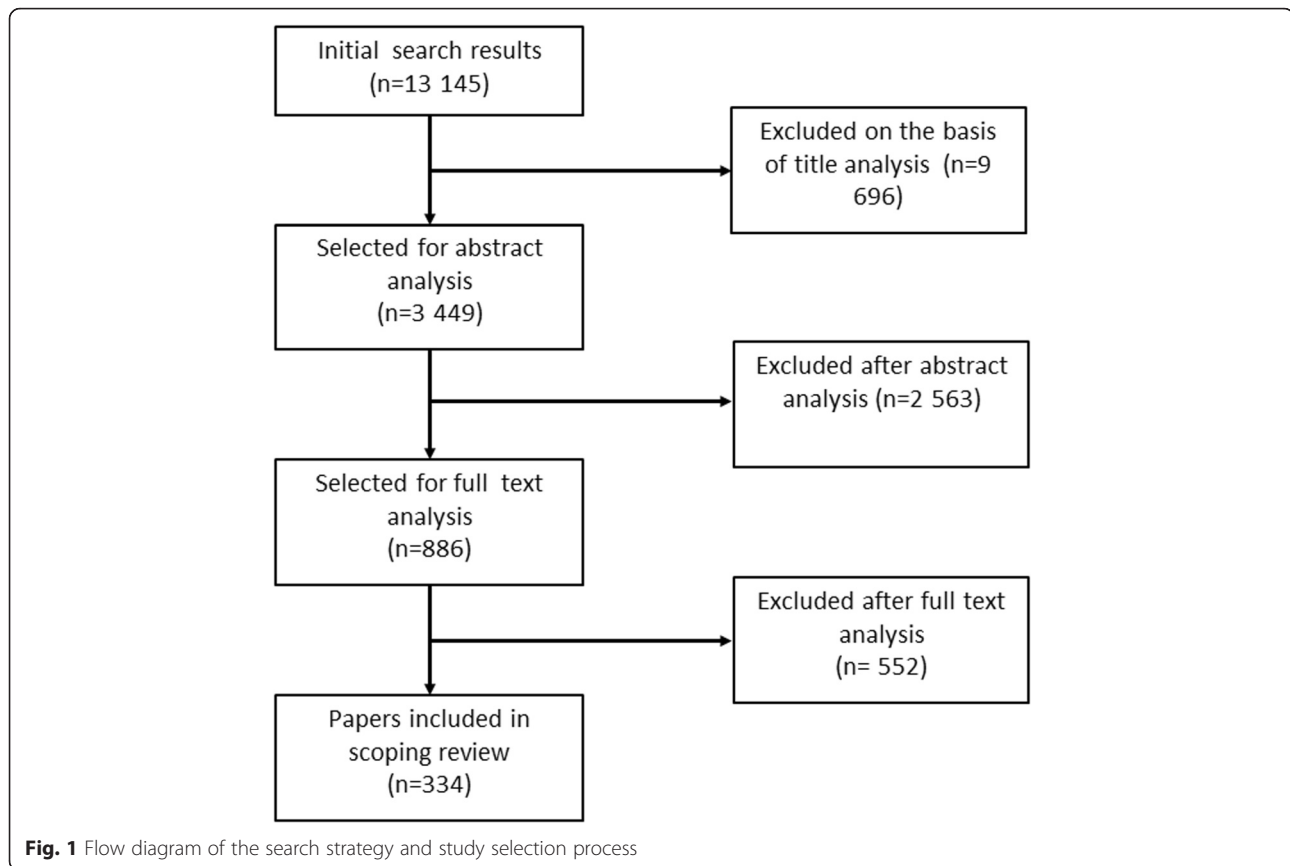 Initial search results
(n=13 145)
Excluded on the basis
of title analysis (n=9
696)
Selected for abstract
analysis
(n=3 449)
Excluded after abstract
analysis (n=2 563)
Selected for full text
analysis
(n=886)
Excluded after full text
analysis
(n= 552)
Papers included in
scoping review
(n=334)
Fig. 1 Flow diagram of the search strategy and study selection process